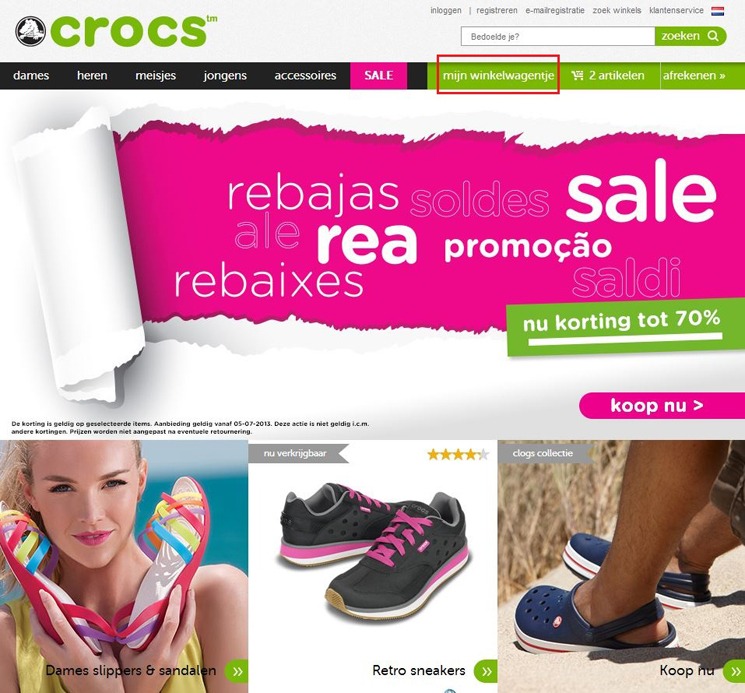 inloggen | registreren e-mailregistratie zoek winkels klantenservice
crocs™
Bedoelde je? zoeken
dames heren meisjes jongens accessoires SALE mijn winkelwagentje 2 artikelen afrekenen »
rebajas soldes sale
ale rea promoção
rebaixes saldi
nu korting tot 70%
koop nu >
De korting is geldig op geselecteerde items. Aanbieding geldig vanaf 05-07-2013. Deze actie is niet geldig i.c.m.
andere kortingen. Prijzen worden niet aangepast na eventuele retournering.
nu verkrijgbaar
clogs collectie
crocs
Dames slippers & sandalen »
Retro sneakers »
Koop nu »